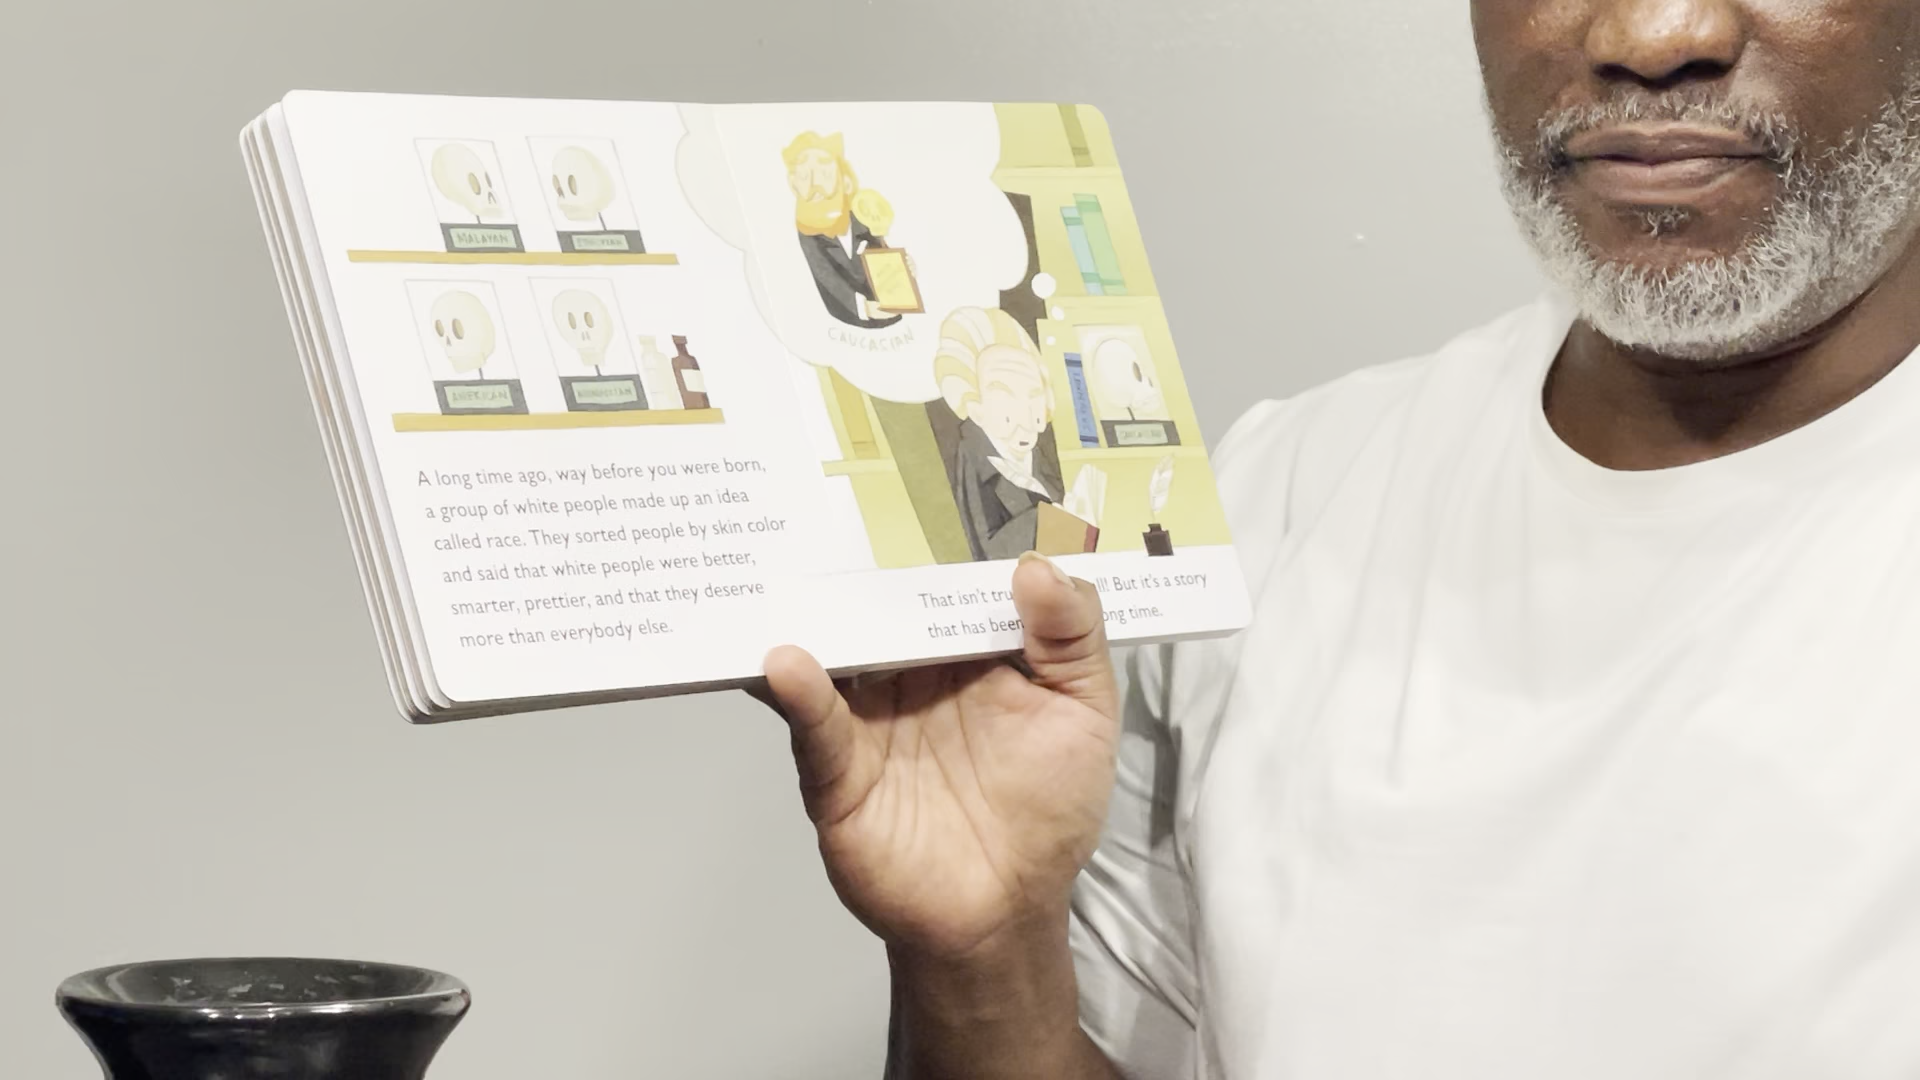 MALAYAN
ETHIOPIAN
AMERICAN
A long time ago, way before you were born,
a group of white people made up an idea
called race. They sorted people by skin color
and said that white people were better,
smarter, prettier, and that they deserve
more than everybody else.
CAUCASIAN
That isn't tru ll! But it's a story
that has been ong time.